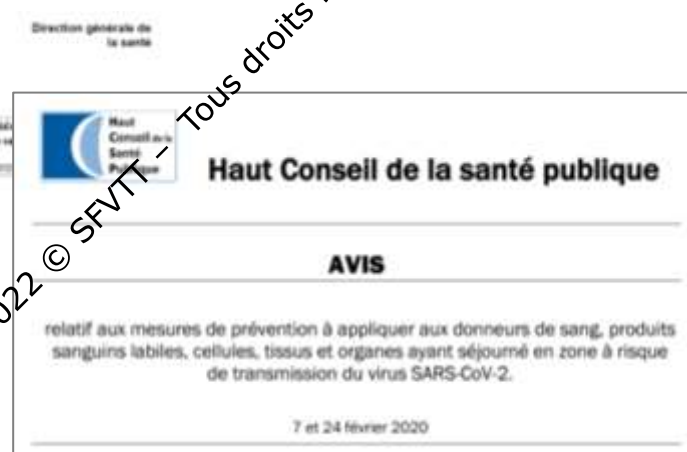 Direction générale de
la santé
Haut
Conseil de la
Santé
Publique
Haut Conseil de la santé publique
AVIS
relatif aux mesures de prévention à appliquer aux donneurs de sang, produits
sanguins labiles, cellules, tissus et organes ayant séjourné en zone à risque
de transmission du virus SARS-CoV-2.
7 et 24 février 2020
022 © SFVTT – Tous droits